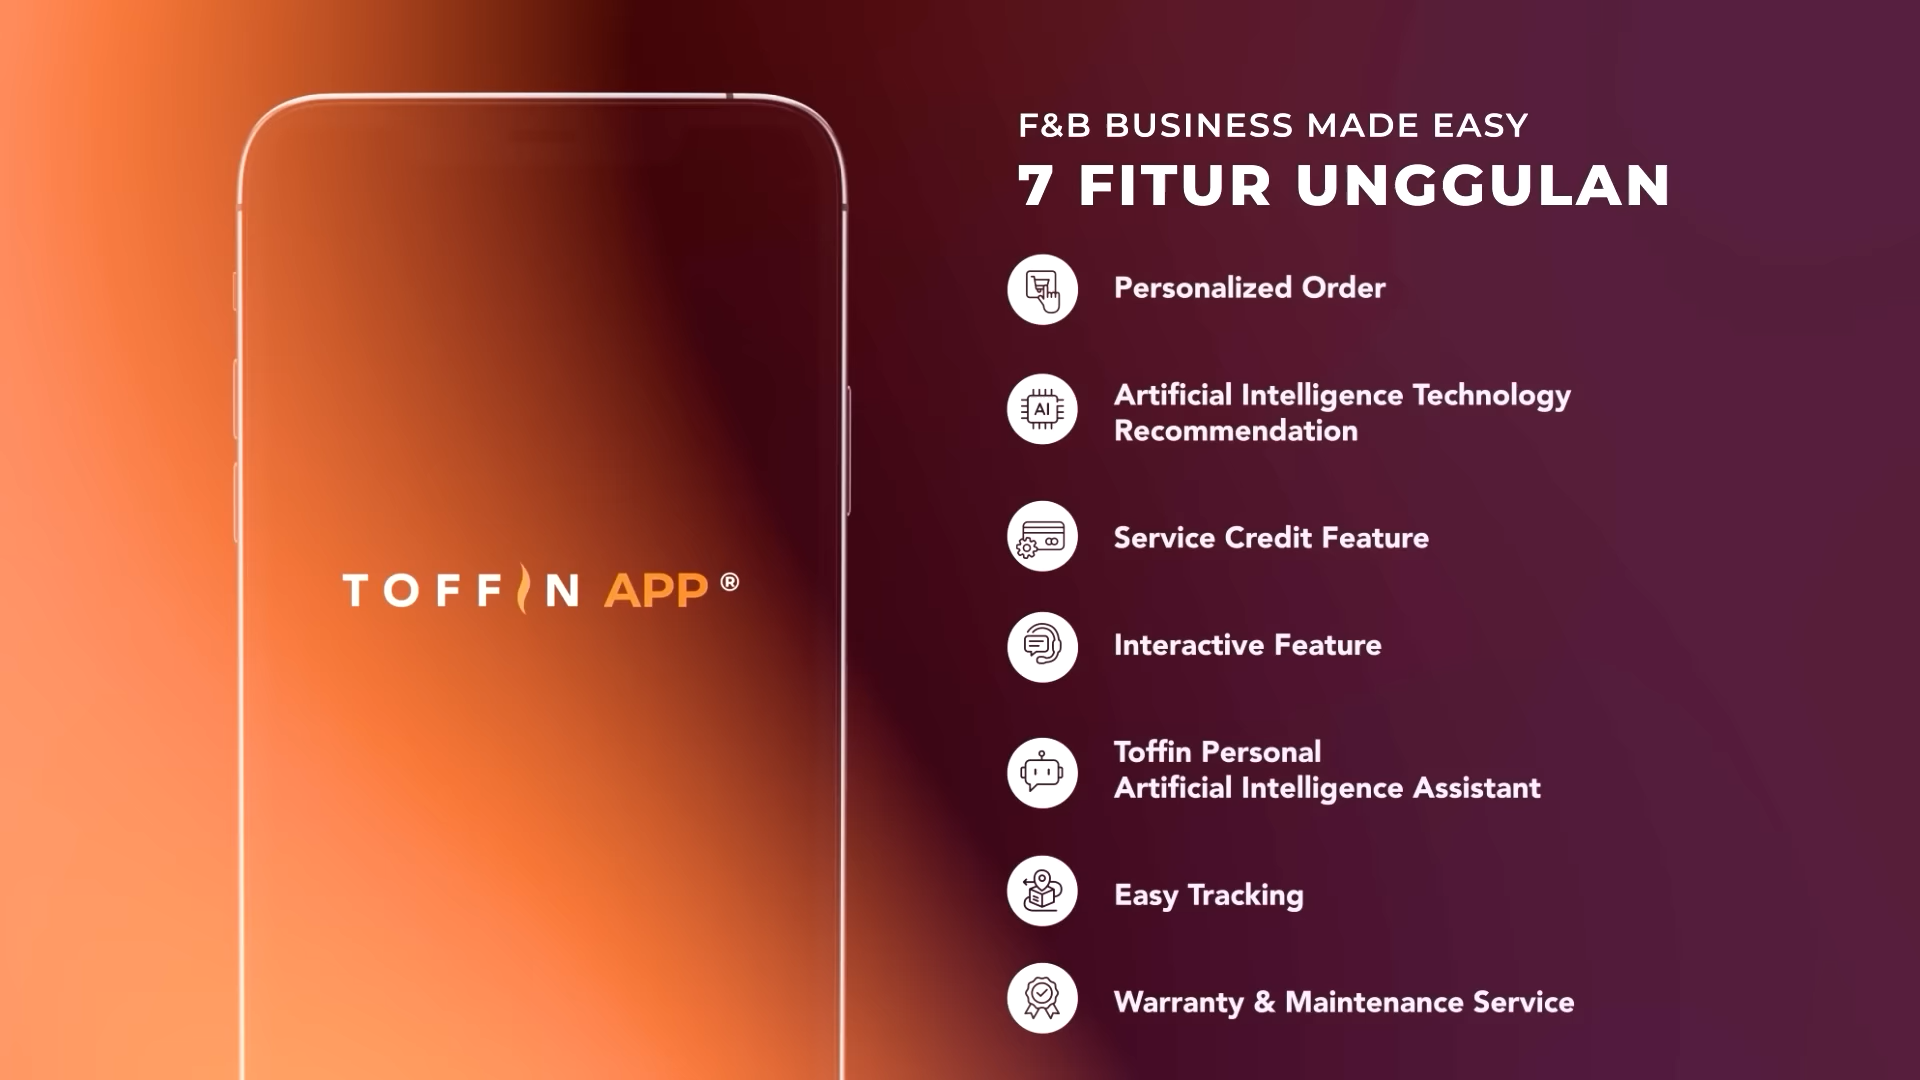 TOFFIN APP ®
F&B BUSINESS MADE EASY
7 FITUR UNGGULAN
Personalized Order
AI
Artificial Intelligence Technology
Recommendation
Service Credit Feature
Interactive Feature
Toffin Personal
Artificial Intelligence Assistant
Easy Tracking
Warranty & Maintenance Service